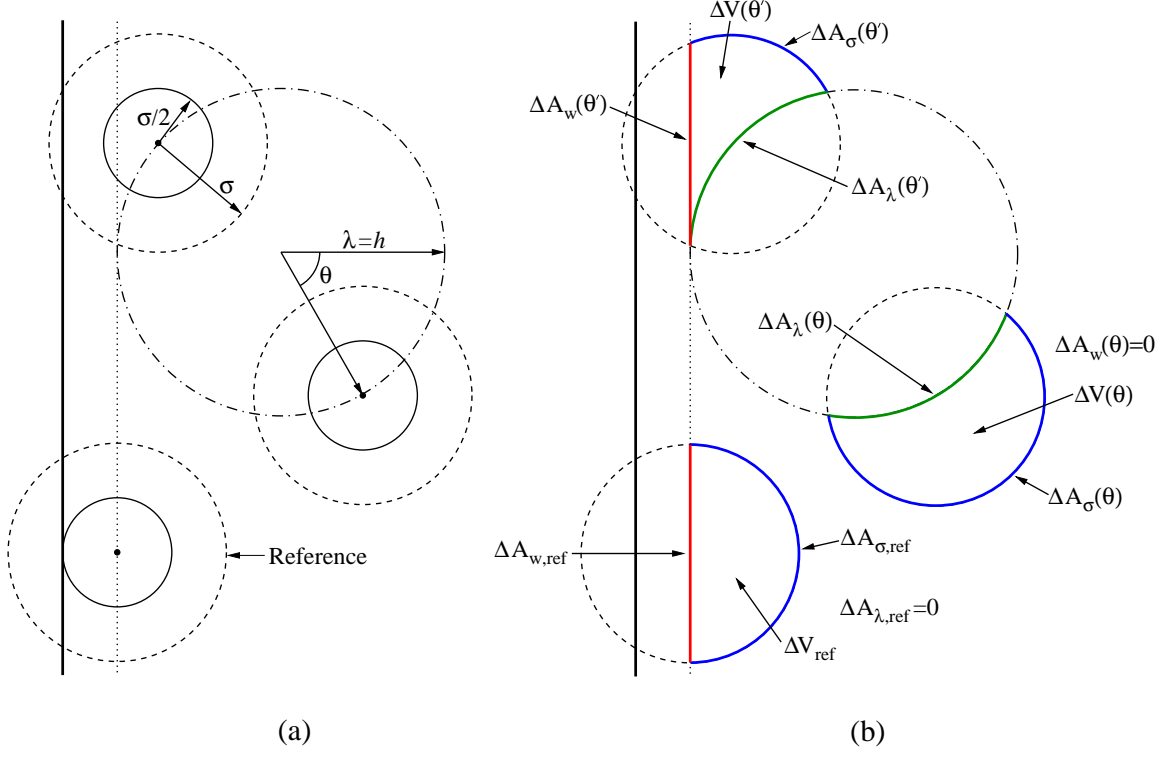 σ/2
σ
λ=h
θ
Reference
(a)
ΔV(θ′)
ΔA_σ(θ′)
ΔA_w(θ′)
ΔA_λ(θ′)
ΔA_λ(θ)
ΔA_w(θ)=0
ΔV(θ)
ΔA_σ(θ)
ΔA_w,ref
ΔA_σ,ref
ΔA_λ,ref=0
ΔV_ref
(b)